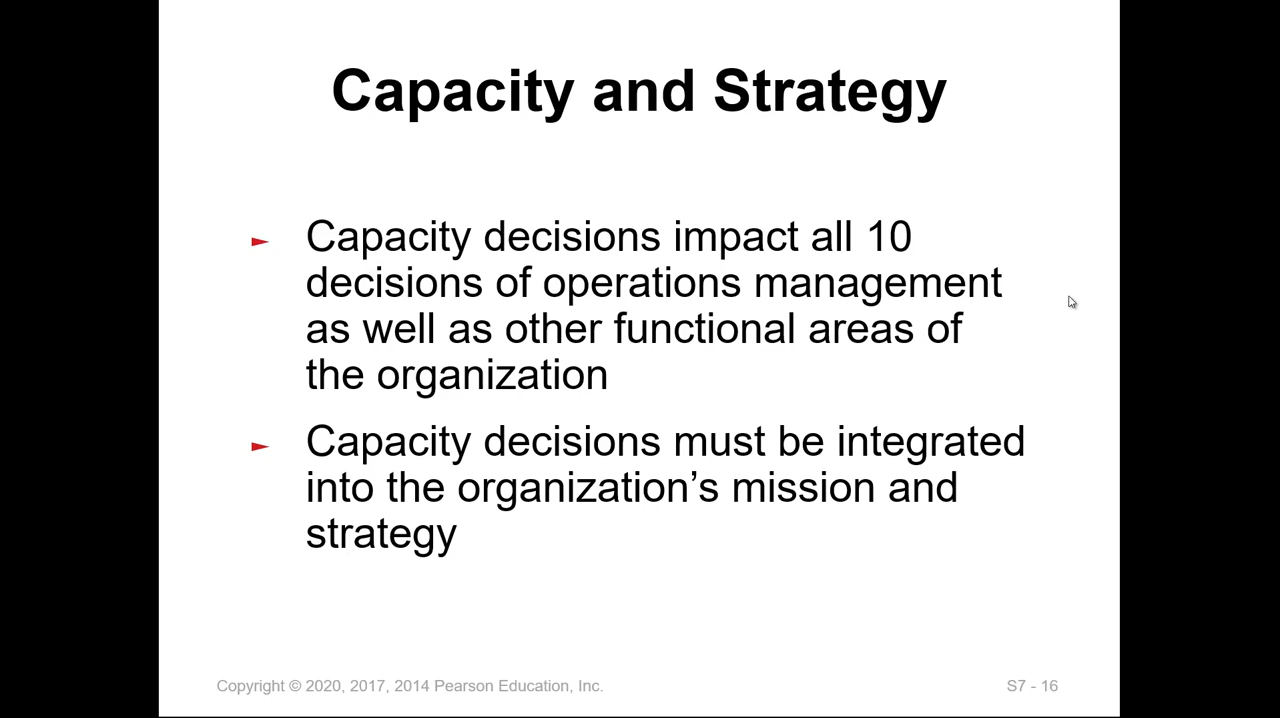 Capacity and Strategy
► Capacity decisions impact all 10
decisions of operations management
as well as other functional areas of
the organization
► Capacity decisions must be integrated
into the organization’s mission and
strategy
Copyright © 2020, 2017, 2014 Pearson Education, Inc.
S7 - 16